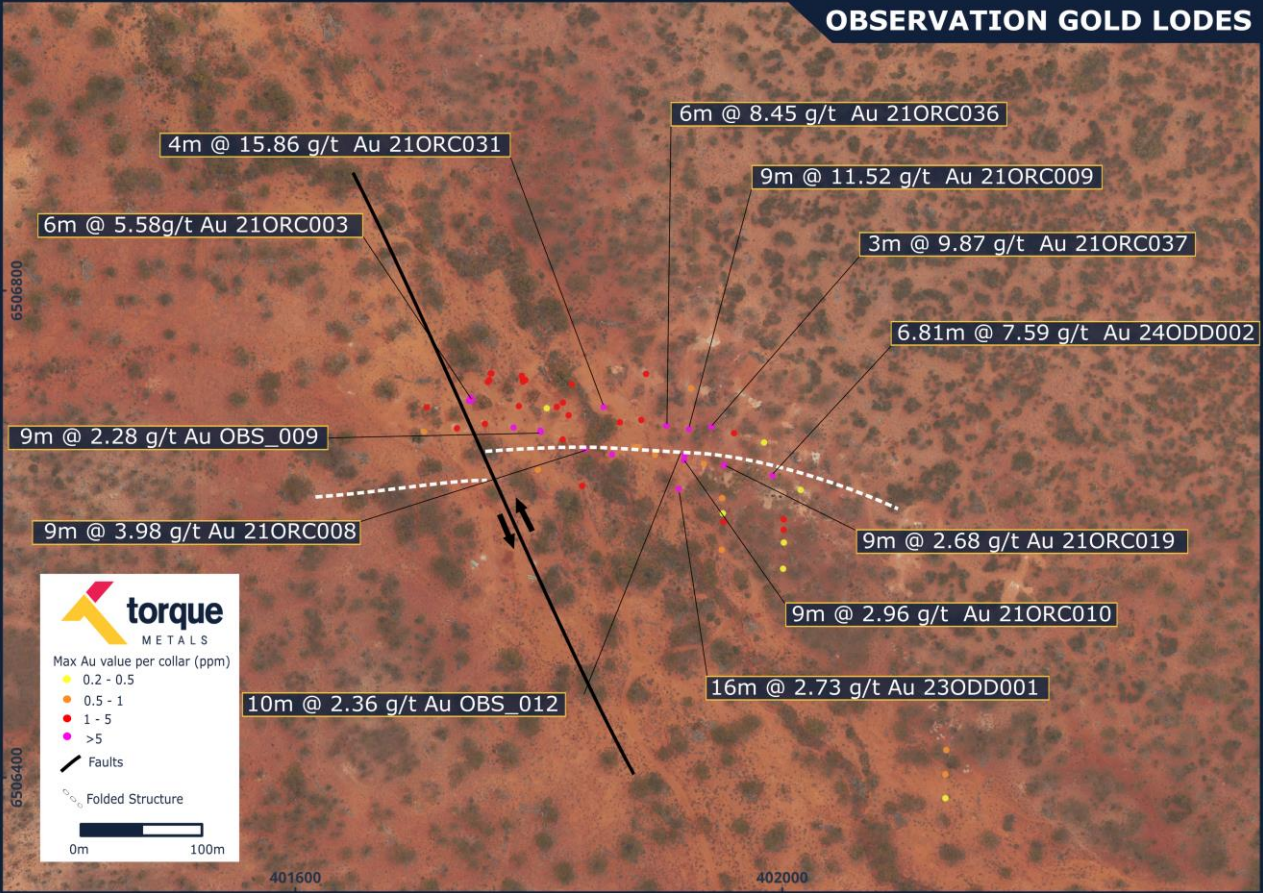 OBSERVATION GOLD LODES
6m @ 8.45 g/t Au 21ORC036
4m @ 15.86 g/t Au 21ORC031
9m @ 11.52 g/t Au 21ORC009
6m @ 5.58g/t Au 21ORC003
3m @ 9.87 g/t Au 21ORC037
6506800
6.81m @ 7.59 g/t Au 24ODD002
9m @ 2.28 g/t Au OBS_009
9m @ 3.98 g/t Au 21ORC008
9m @ 2.68 g/t Au 21ORC019
9m @ 2.96 g/t Au 21ORC010
16m @ 2.73 g/t Au 23ODD001
10m @ 2.36 g/t Au OBS_012
torque
METALS
Max Au value per collar (ppm)
0.2 - 0.5
0.5 - 1
1 - 5
>5
Faults
Folded Structure
0m 100m
6506400
401600
402000